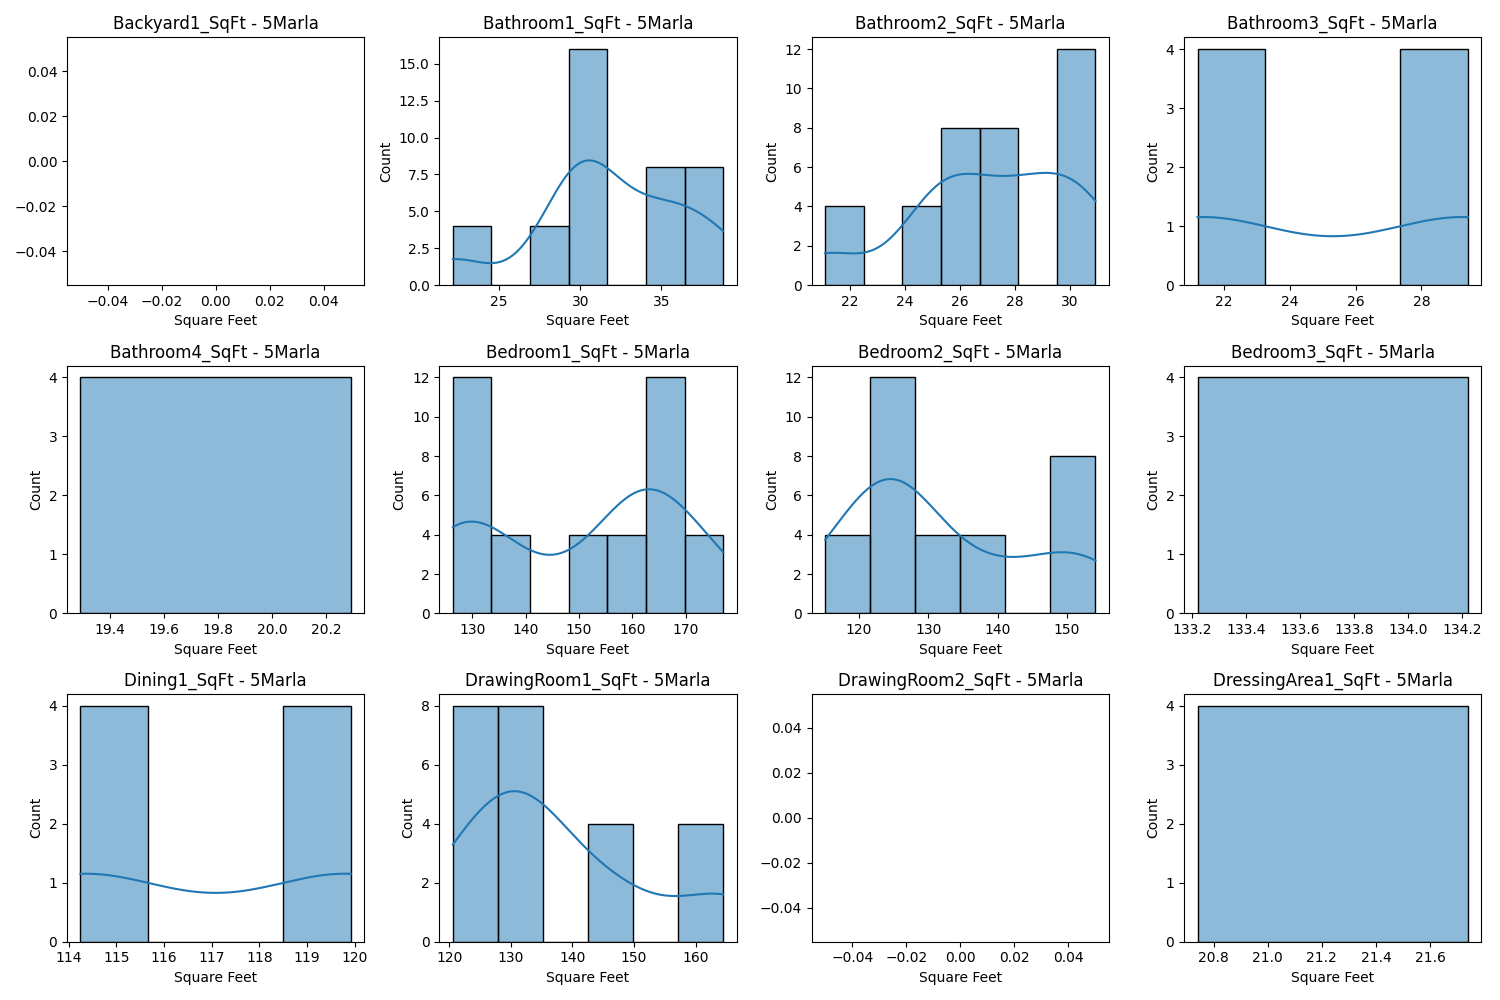 Backyard1_SqFt - 5Marla
0.04
0.02
0.00
−0.02
−0.04
−0.04 −0.02 0.00 0.02 0.04
Square Feet
Bathroom1_SqFt - 5Marla
Count
15.0
12.5
10.0
7.5
5.0
2.5
0.0
25 30 35
Square Feet
Bathroom2_SqFt - 5Marla
Count
12
10
8
6
4
2
0
22 24 26 28 30
Square Feet
Bathroom3_SqFt - 5Marla
Count
4
3
2
1
0
22 24 26 28
Square Feet
Bathroom4_SqFt - 5Marla
Count
4
3
2
1
0
19.4 19.6 19.8 20.0 20.2
Square Feet
Bedroom1_SqFt - 5Marla
Count
12
10
8
6
4
2
0
130 140 150 160 170
Square Feet
Bedroom2_SqFt - 5Marla
Count
12
10
8
6
4
2
0
120 130 140 150
Square Feet
Bedroom3_SqFt - 5Marla
Count
4
3
2
1
0
133.2 133.4 133.6 133.8 134.0 134.2
Square Feet
Dining1_SqFt - 5Marla
Count
4
3
2
1
0
114 115 116 117 118 119 120
Square Feet
DrawingRoom1_SqFt - 5Marla
Count
8
6
4
2
0
120 130 140 150 160
Square Feet
DrawingRoom2_SqFt - 5Marla
0.04
0.02
0.00
−0.02
−0.04
−0.04 −0.02 0.00 0.02 0.04
Square Feet
DressingArea1_SqFt - 5Marla
Count
4
3
2
1
0
20.8 21.0 21.2 21.4 21.6
Square Feet